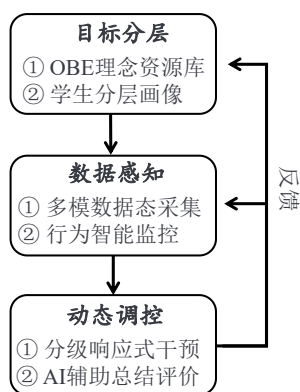 目标分层
① OBE理念资源库
② 学生分层画像
数据感知
① 多模数据态采集
② 行为智能监控
反馈
动态调控
① 分级响应式干预
② AI辅助总结评价